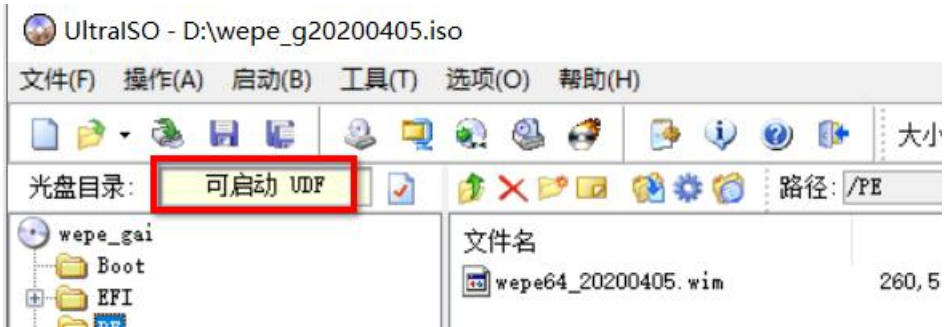 UltraISO - D:\wepe_g20200405.iso
文件(F) 操作(A) 启动(B) 工具(T) 选项(O) 帮助(H)
大小
光盘目录: 可启动 UDF 路径: /PE
wepe_gai 文件名
Boot wepe64_20200405.wim 260,5
EFI
PE